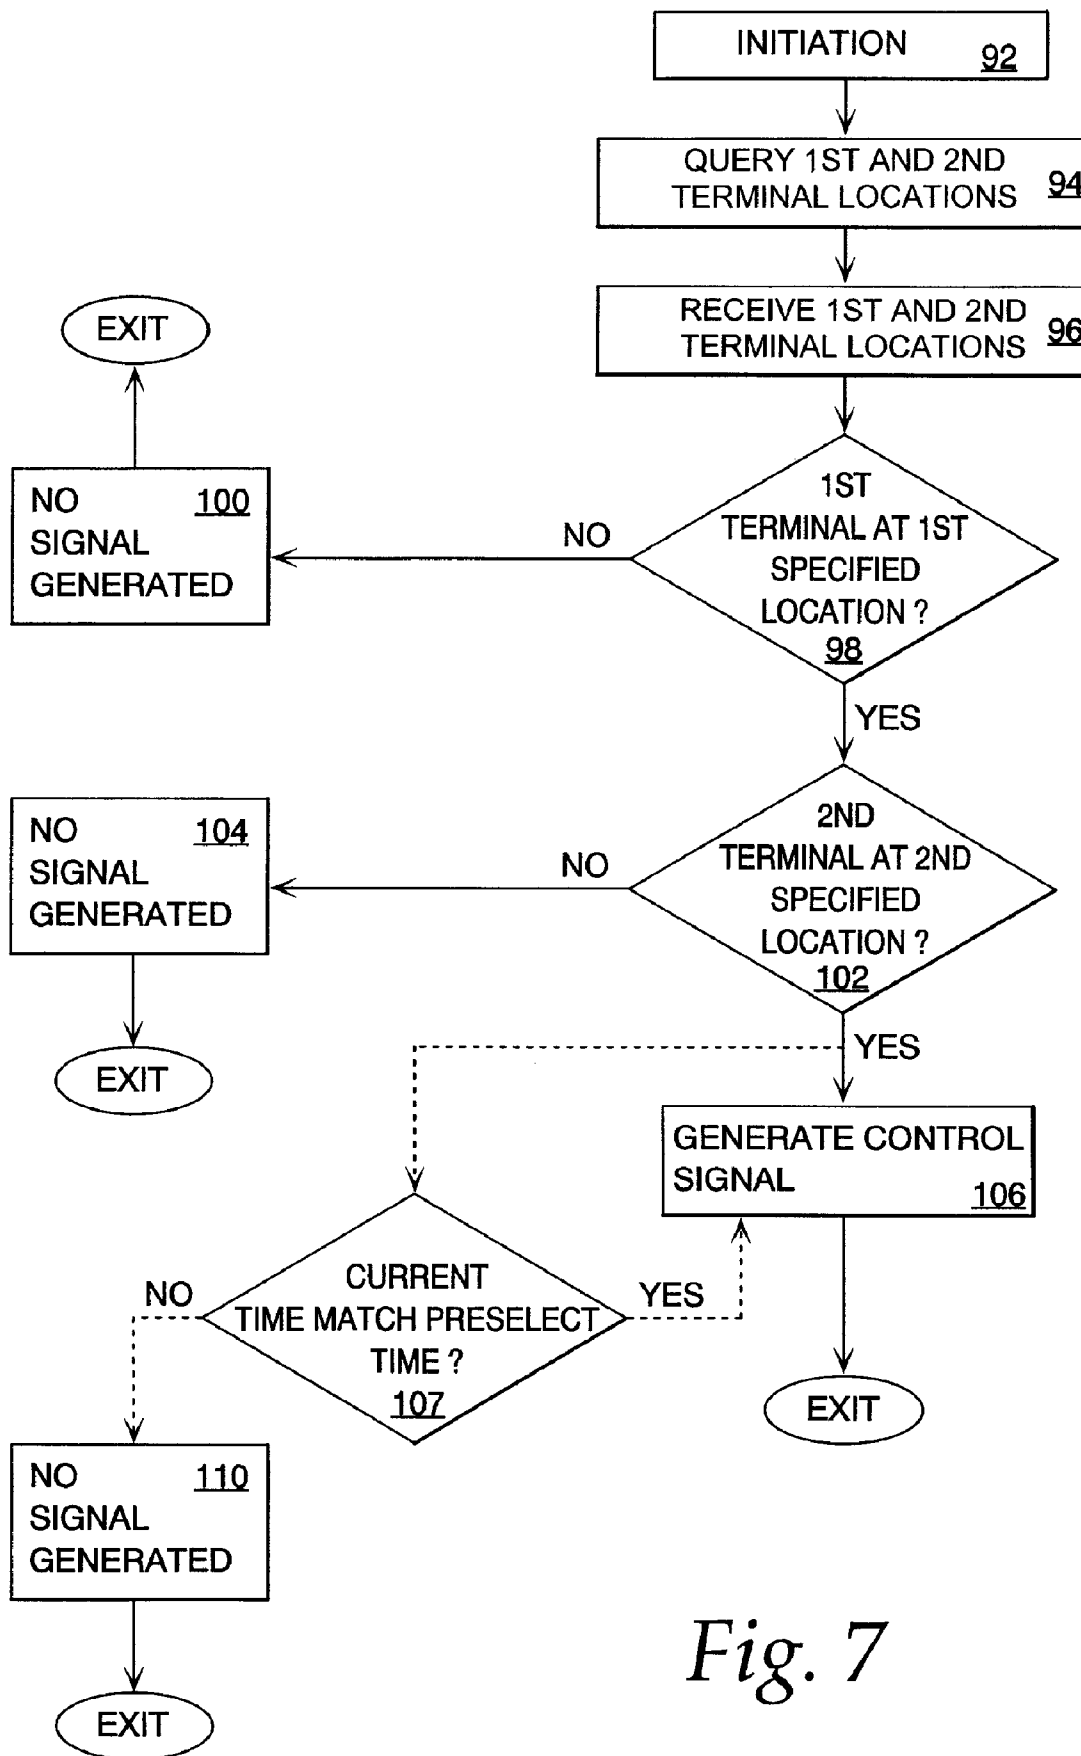 INITIATION
92
QUERY 1ST AND 2ND
TERMINAL LOCATIONS
94
RECEIVE 1ST AND 2ND
TERMINAL LOCATIONS
96
EXIT
1ST
TERMINAL AT 1ST
SPECIFIED
LOCATION ?
98
NO
NO
SIGNAL
GENERATED
100
YES
2ND
TERMINAL AT 2ND
SPECIFIED
LOCATION ?
102
NO
NO
SIGNAL
GENERATED
104
EXIT
YES
GENERATE CONTROL
SIGNAL
106
CURRENT
TIME MATCH PRESELECT
TIME ?
107
NO
YES
EXIT
NO
SIGNAL
GENERATED
110
EXIT
Fig. 7